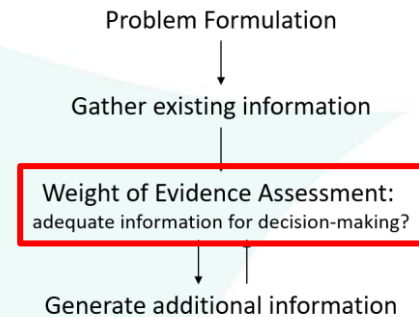 Problem Formulation
Gather existing information
Weight of Evidence Assessment:
adequate information for decision-making?
Generate additional information